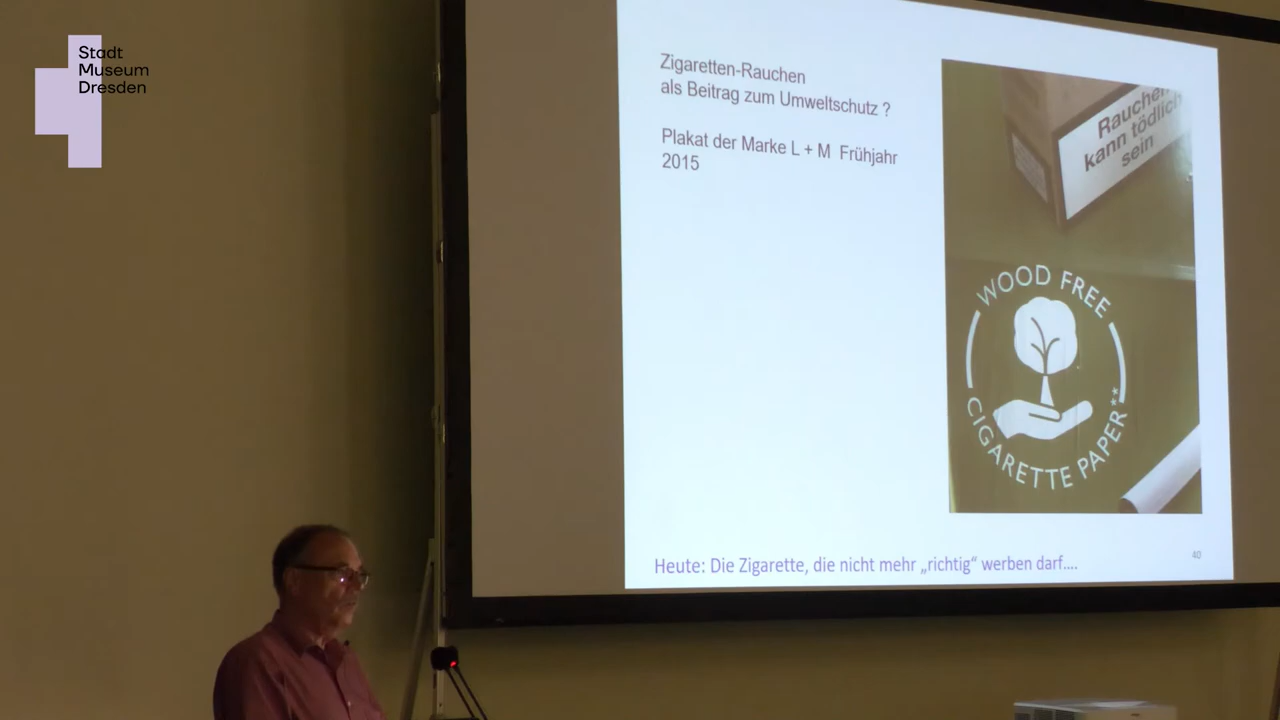 Stadt
Museum
Dresden
Zigaretten-Rauchen
als Beitrag zum Umweltschutz ?
Plakat der Marke L + M Frühjahr
2015
Rauchen
kann tödlich
sein
WOOD FREE
CIGARETTE PAPER**
Heute: Die Zigarette, die nicht mehr „richtig“ werben darf....
40